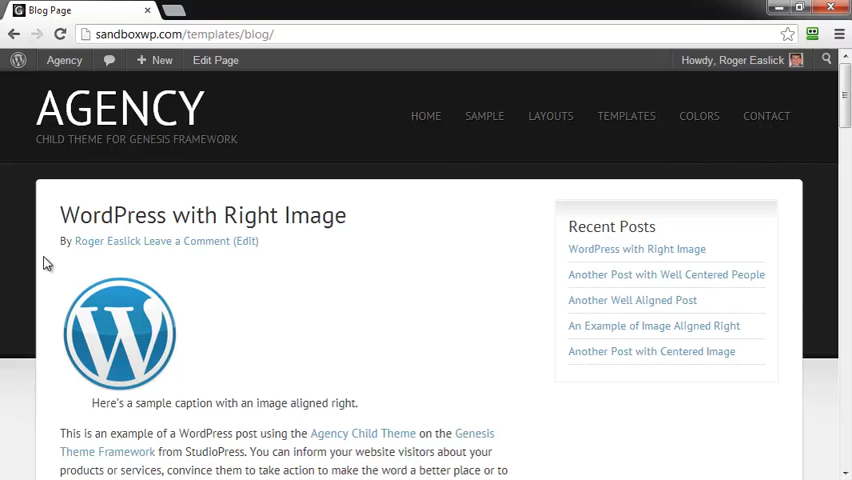 Blog Page
sandboxwp.com/templates/blog/
Agency
+ New
Edit Page
Howdy, Roger Easlick
AGENCY
CHILD THEME FOR GENESIS FRAMEWORK
HOME SAMPLE LAYOUTS TEMPLATES COLORS CONTACT
WordPress with Right Image
By Roger Easlick Leave a Comment (Edit)
Here's a sample caption with an image aligned right.
This is an example of a WordPress post using the Agency Child Theme on the Genesis
Theme Framework from StudioPress. You can inform your website visitors about your
products or services, convince them to take action to make the word a better place or to
Recent Posts
WordPress with Right Image
Another Post with Well Centered People
Another Well Aligned Post
An Example of Image Aligned Right
Another Post with Centered Image